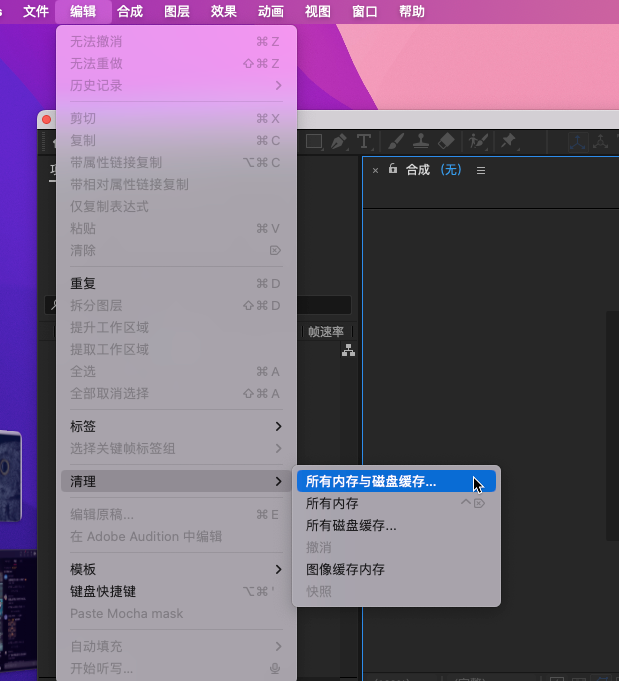 文件 编辑 合成 图层 效果 动画 视图 窗口 帮助
无法撤消 ⌘Z
无法重做 ⇧⌘Z
历史记录
剪切 ⌘X
复制 ⌘C
带属性链接复制 ⌥⌘C
带相对属性链接复制
仅复制表达式
粘贴 ⌘V
清除
重复 ⌘D
拆分图层 ⇧⌘D
提升工作区域
提取工作区域
全选 ⌘A
全部取消选择 ⇧⌘A
标签
选择关键帧标签组
清理
编辑原稿... ⌘E
在 Adobe Audition 中编辑
模板
键盘快捷键 ⌥⌘'
Paste Mocha mask
自动填充
开始听写...
合成 (无)
帧速率
所有内存与磁盘缓存...
所有内存
所有磁盘缓存...
撤消
图像缓存内存
快照